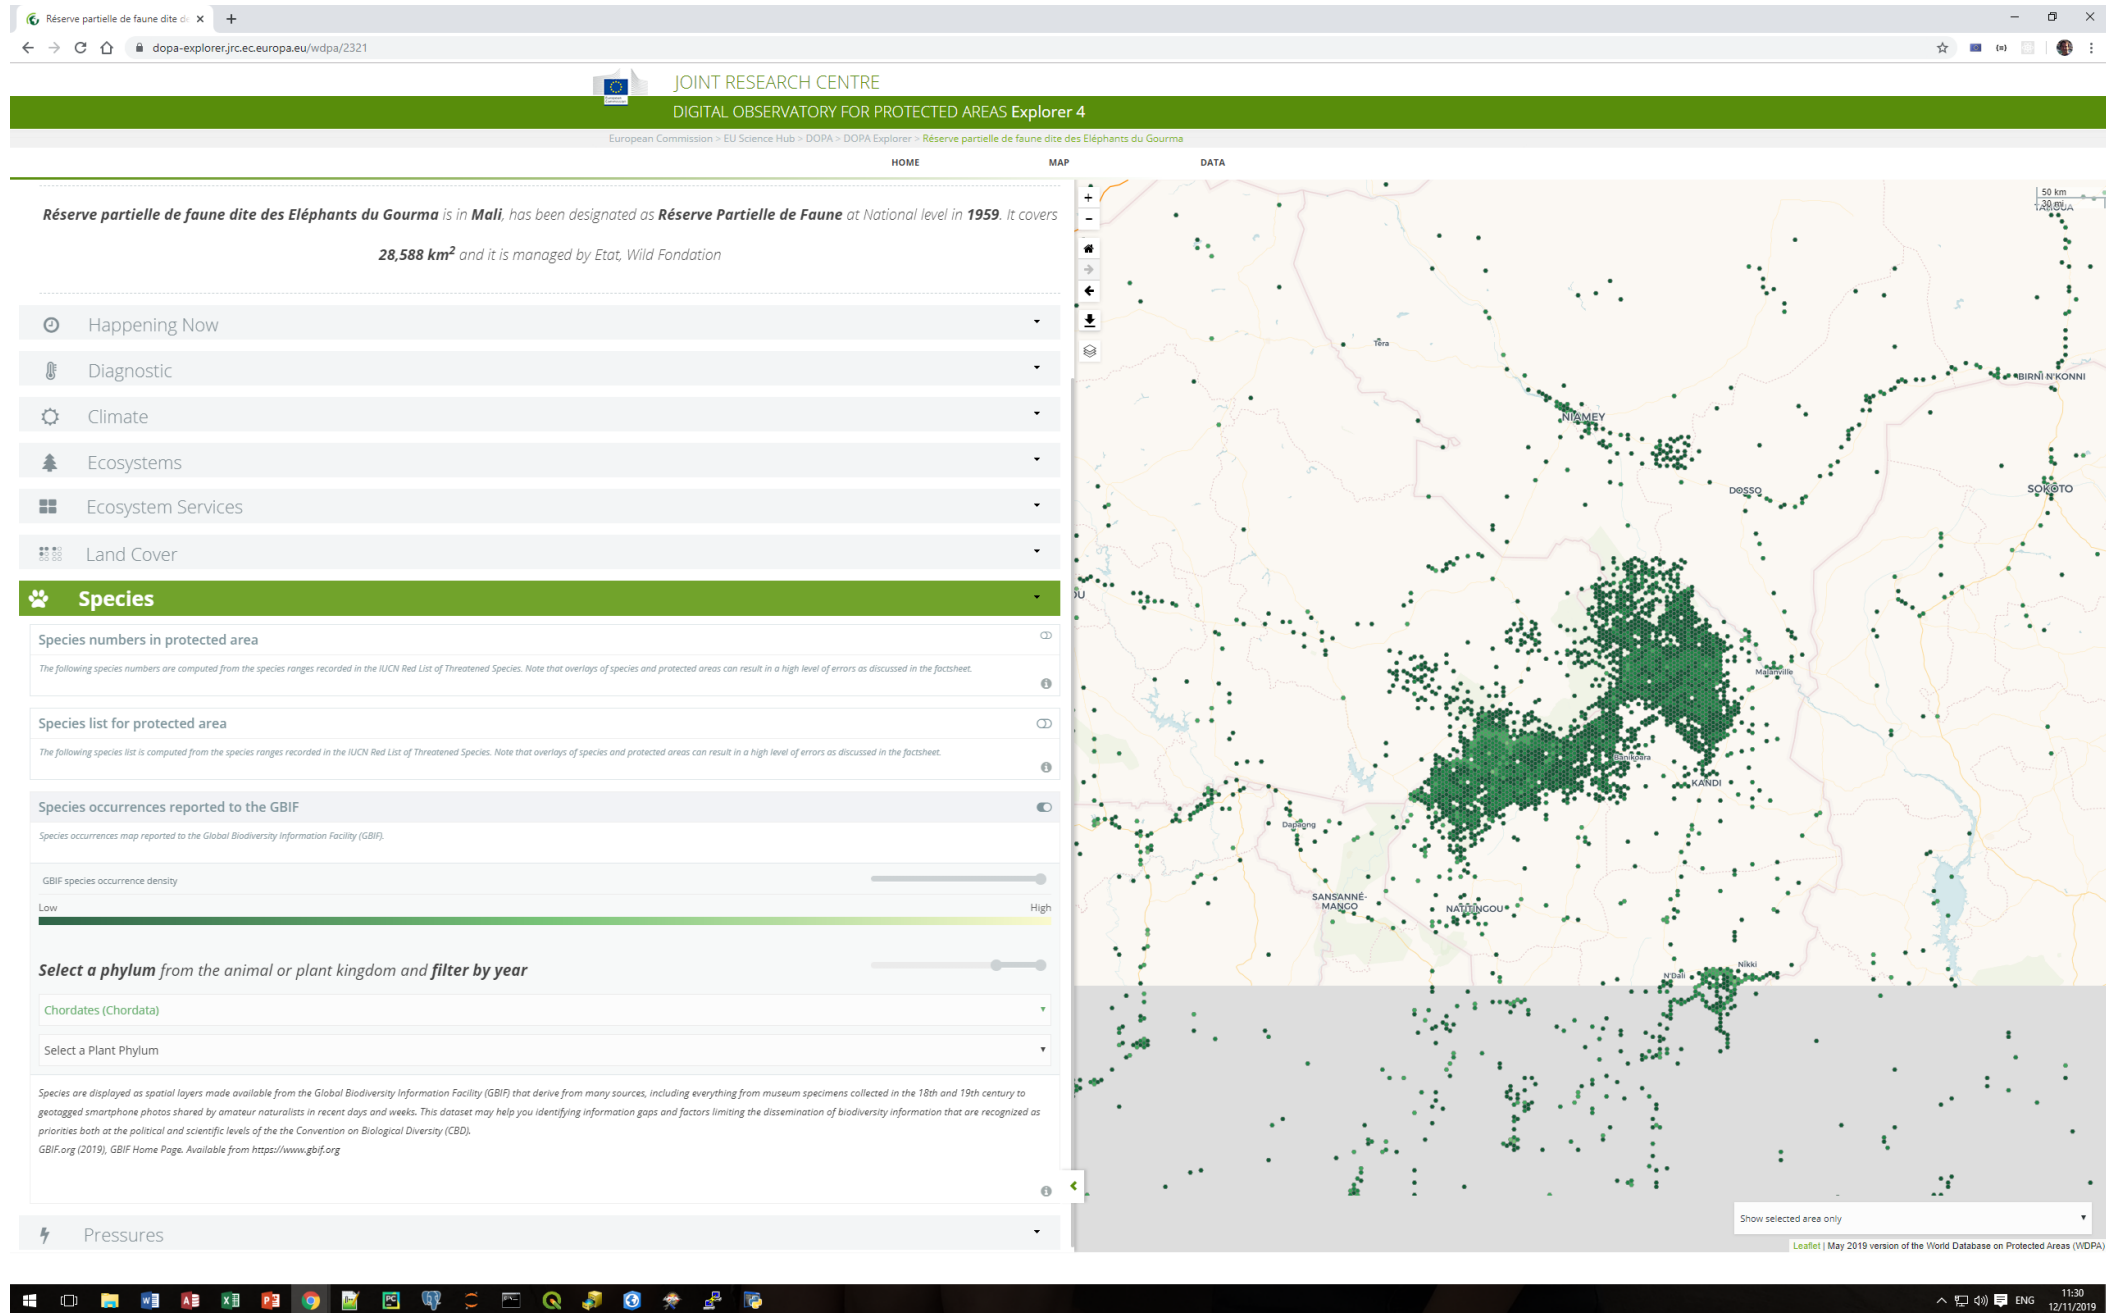 Réserve partielle de faune dite d
dopa-explorer.jrc.ec.europa.eu/wdpa/2321
JOINT RESEARCH CENTRE
DIGITAL OBSERVATORY FOR PROTECTED AREAS Explorer 4
European Commission > EU Science Hub > DOPA > DOPA Explorer > Réserve partielle de faune dite des Eléphants du Gourma
HOME MAP DATA
Réserve partielle de faune dite des Eléphants du Gourma is in Mali, has been designated as Réserve Partielle de Faune at National level in 1959. It covers
28,588 km² and it is managed by Etat, Wild Fondation
Happening Now
Diagnostic
Climate
Ecosystems
Ecosystem Services
Land Cover
Species
Species numbers in protected area
The following species numbers are computed from the species ranges recorded in the IUCN Red List of Threatened Species. Note that overlays of species and protected areas can result in a high level of errors as discussed in the factsheet.
Species list for protected area
The following species list is computed from the species ranges recorded in the IUCN Red List of Threatened Species. Note that overlays of species and protected areas can result in a high level of errors as discussed in the factsheet.
Species occurrences reported to the GBIF
Species occurrences map reported to the Global Biodiversity Information Facility (GBIF).
GBIF species occurrence density
Low High
Select a phylum from the animal or plant kingdom and filter by year
Chordates (Chordata)
Select a Plant Phylum
Species are displayed as spatial layers made available from the Global Biodiversity Information Facility (GBIF) that derive from many sources, including everything from museum specimens collected in the 18th and 19th century to
geotagged smartphone photos shared by amateur naturalists in recent days and weeks. This dataset may help you identifying information gaps and factors limiting the dissemination of biodiversity information that are recognized as
priorities both at the political and scientific levels of the the Convention on Biological Diversity (CBD).
GBIF.org (2019), GBIF Home Page. Available from https://www.gbif.org
Pressures
50 km
30 mi
Téra
BIRNÎ N'KONNI
NIAMEY
DOSSO
SOKOTO
Malanville
Banikoara
KANDI
Dapaong
SANSANNÉ-
MANGO
NATITINGOU
N'Dali
Nikki
Show selected area only
Leaflet | May 2019 version of the World Database on Protected Areas (WDPA)
ENG
11:30
12/11/2019